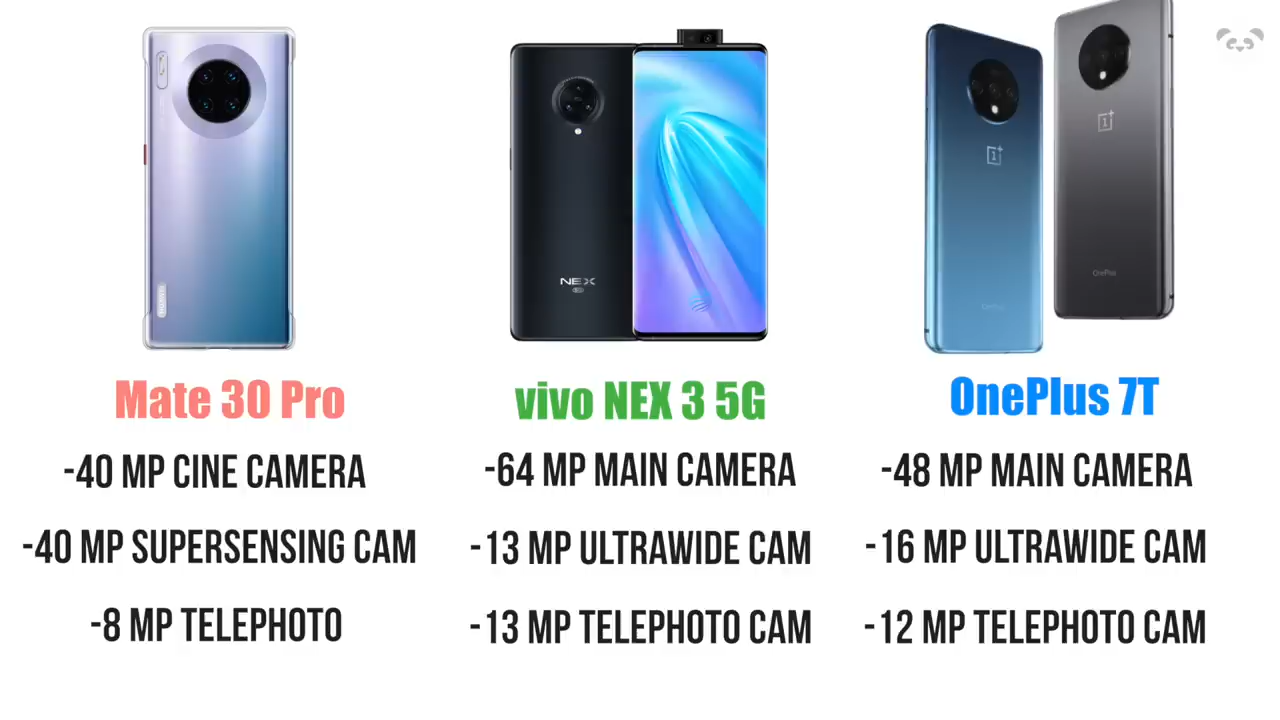 NEX
OnePlus
Mate 30 Pro
-40 MP CINE CAMERA
-40 MP SUPERSENSING CAM
-8 MP TELEPHOTO
vivo NEX 3 5G
-64 MP MAIN CAMERA
-13 MP ULTRAWIDE CAM
-13 MP TELEPHOTO CAM
OnePlus 7T
-48 MP MAIN CAMERA
-16 MP ULTRAWIDE CAM
-12 MP TELEPHOTO CAM